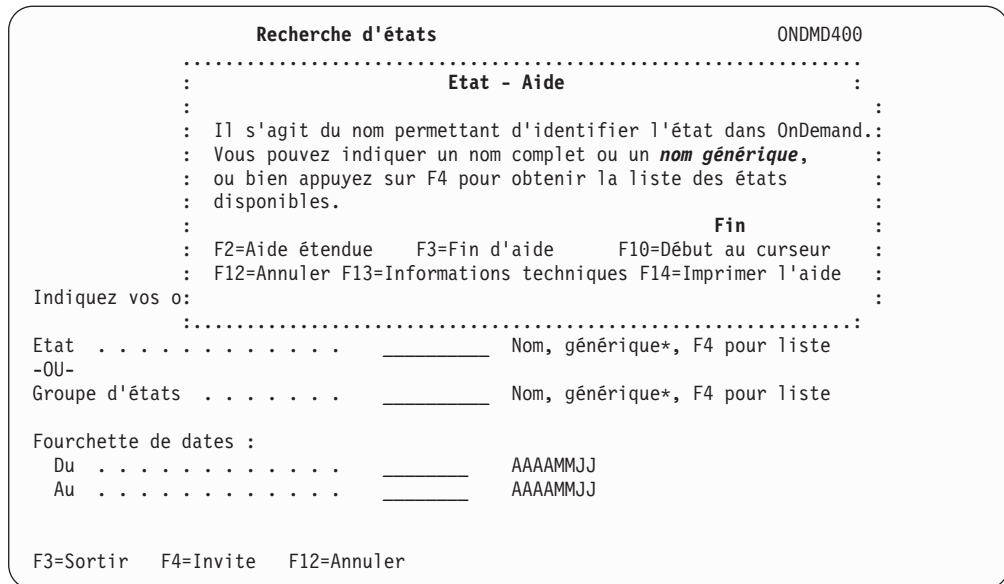 Recherche d'états ONDMD400
................................................................
: Etat - Aide :
: :
: Il s'agit du nom permettant d'identifier l'état dans OnDemand.:
: Vous pouvez indiquer un nom complet ou un nom générique, :
: ou bien appuyez sur F4 pour obtenir la liste des états :
: disponibles. :
: Fin :
: F2=Aide étendue F3=Fin d'aide F10=Début au curseur :
: F12=Annuler F13=Informations techniques F14=Imprimer l'aide :
Indiquez vos o: :
:..............................................................:
Etat . . . . . . . . . . . . __________ Nom, générique*, F4 pour liste
-OU-
Groupe d'états . . . . . . . __________ Nom, générique*, F4 pour liste
Fourchette de dates :
Du . . . . . . . . . . . . ________ AAAAMMJJ
Au . . . . . . . . . . . . ________ AAAAMMJJ
F3=Sortir F4=Invite F12=Annuler